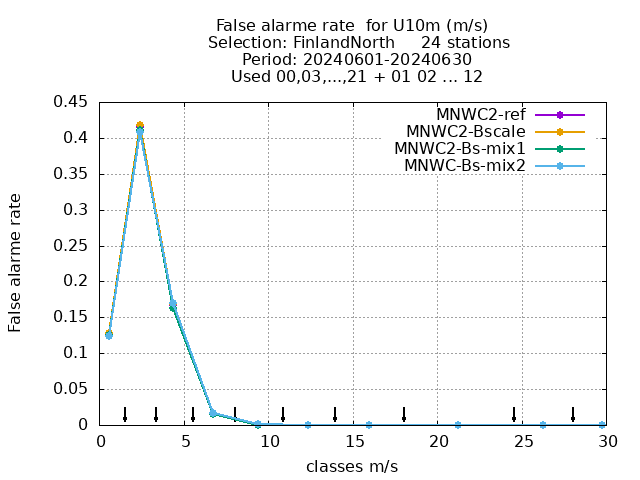 False alarme rate  for U10m (m/s)
Selection: FinlandNorth     24 stations
Period: 20240601-20240630
Used 00,03,...,21 + 01 02 ... 12
MNWC2-ref
MNWC2-Bscale
MNWC2-Bs-mix1
MNWC-Bs-mix2
0.45
0.4
0.35
0.3
0.25
0.2
0.15
0.1
0.05
0
False alarme rate
0 5 10 15 20 25 30
classes m/s